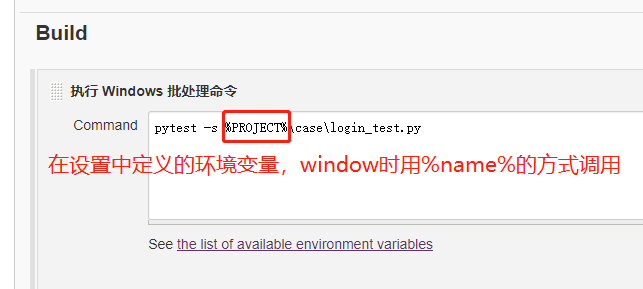 Build
执行 Windows 批处理命令
Command
pytest -s %PROJECT%\case\login_test.py
在设置中定义的环境变量，window时用%name%的方式调用
See the list of available environment variables